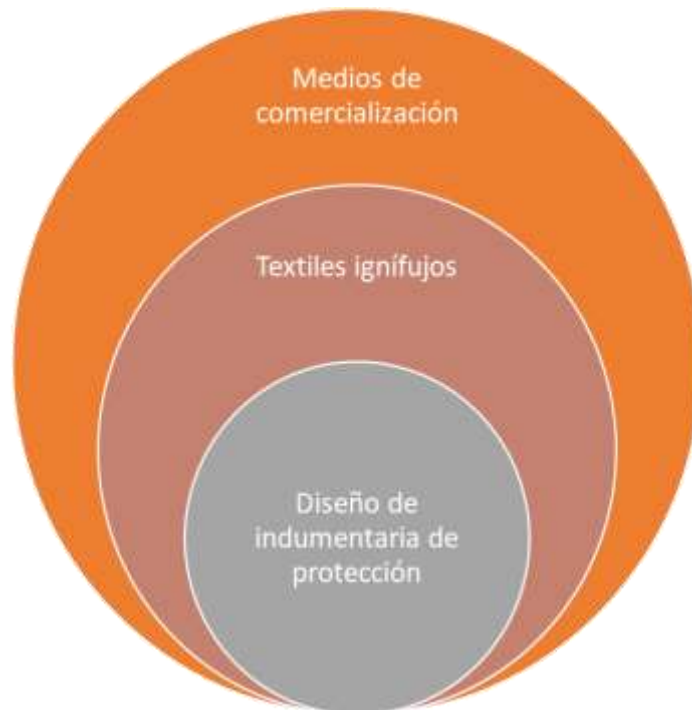 Medios de
comercialización
Textiles ignífujos
Diseño de
indumentaria de
protección